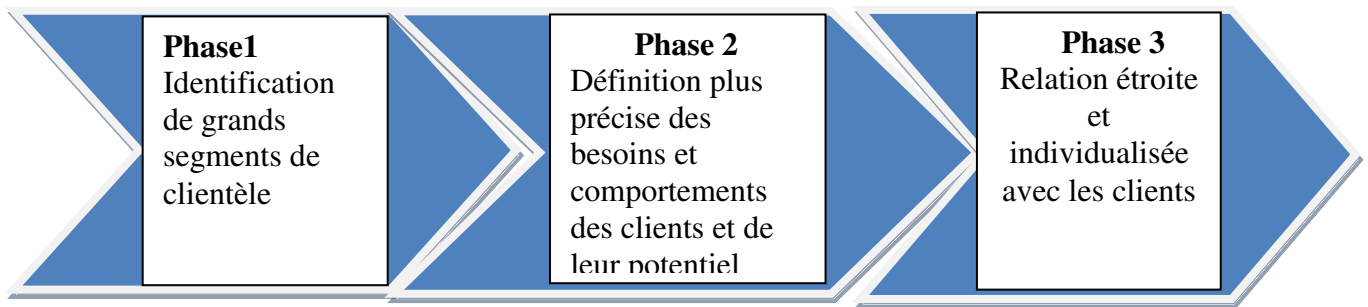 Phase1
Identification
de grands
segments de
clientèle
Phase 2
Définition plus
précise des
besoins et
comportements
des clients et de
leur potentiel
Phase 3
Relation étroite
et
individualisée
avec les clients